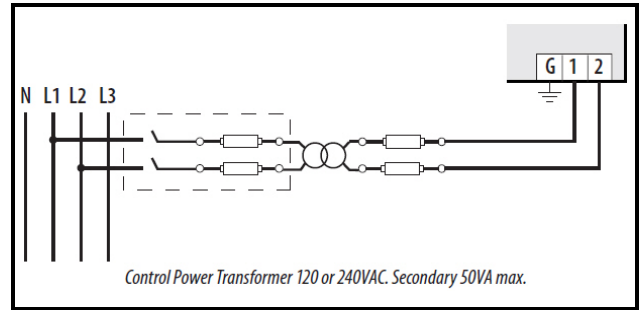 G 1 2
N L1 L2 L3
Control Power Transformer 120 or 240VAC. Secondary 50VA max.